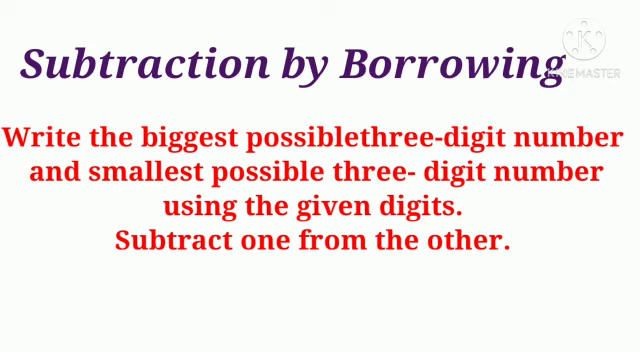 Subtraction by Borrowing
KINEMASTER
Write the biggest possiblethree-digit number
and smallest possible three- digit number
using the given digits.
Subtract one from the other.